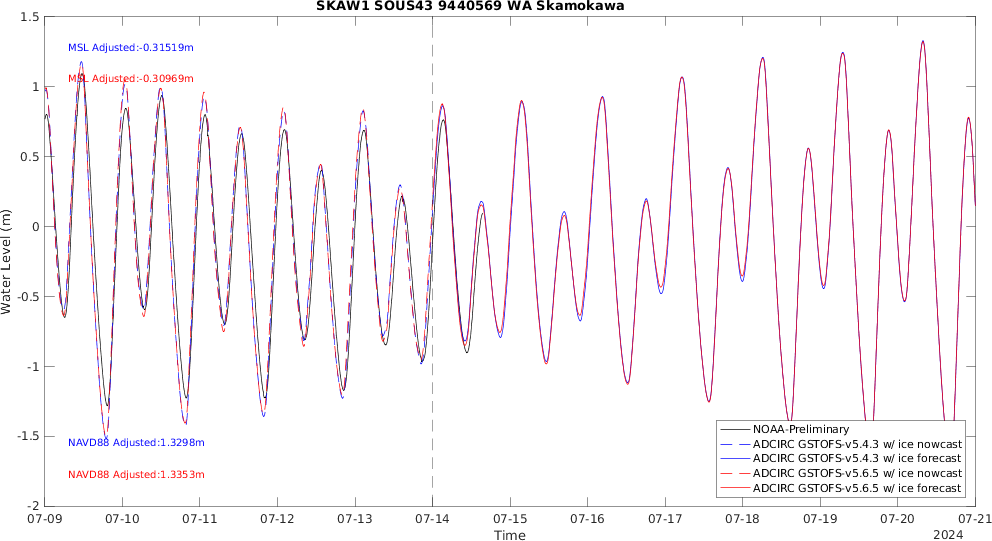 SKAW1 SOUS43 9440569 WA Skamokawa
1.5
1
0.5
0
-0.5
-1
-1.5
-2
Water Level (m)
MSL Adjusted:-0.31519m
MSL Adjusted:-0.30969m
NAVD88 Adjusted:1.3298m
NAVD88 Adjusted:1.3353m
NOAA-Preliminary
ADCIRC GSTOFS-v5.4.3 w/ ice nowcast
ADCIRC GSTOFS-v5.4.3 w/ ice forecast
ADCIRC GSTOFS-v5.6.5 w/ ice nowcast
ADCIRC GSTOFS-v5.6.5 w/ ice forecast
07-09 07-10 07-11 07-12 07-13 07-14 07-15 07-16 07-17 07-18 07-19 07-20 07-21
Time
2024